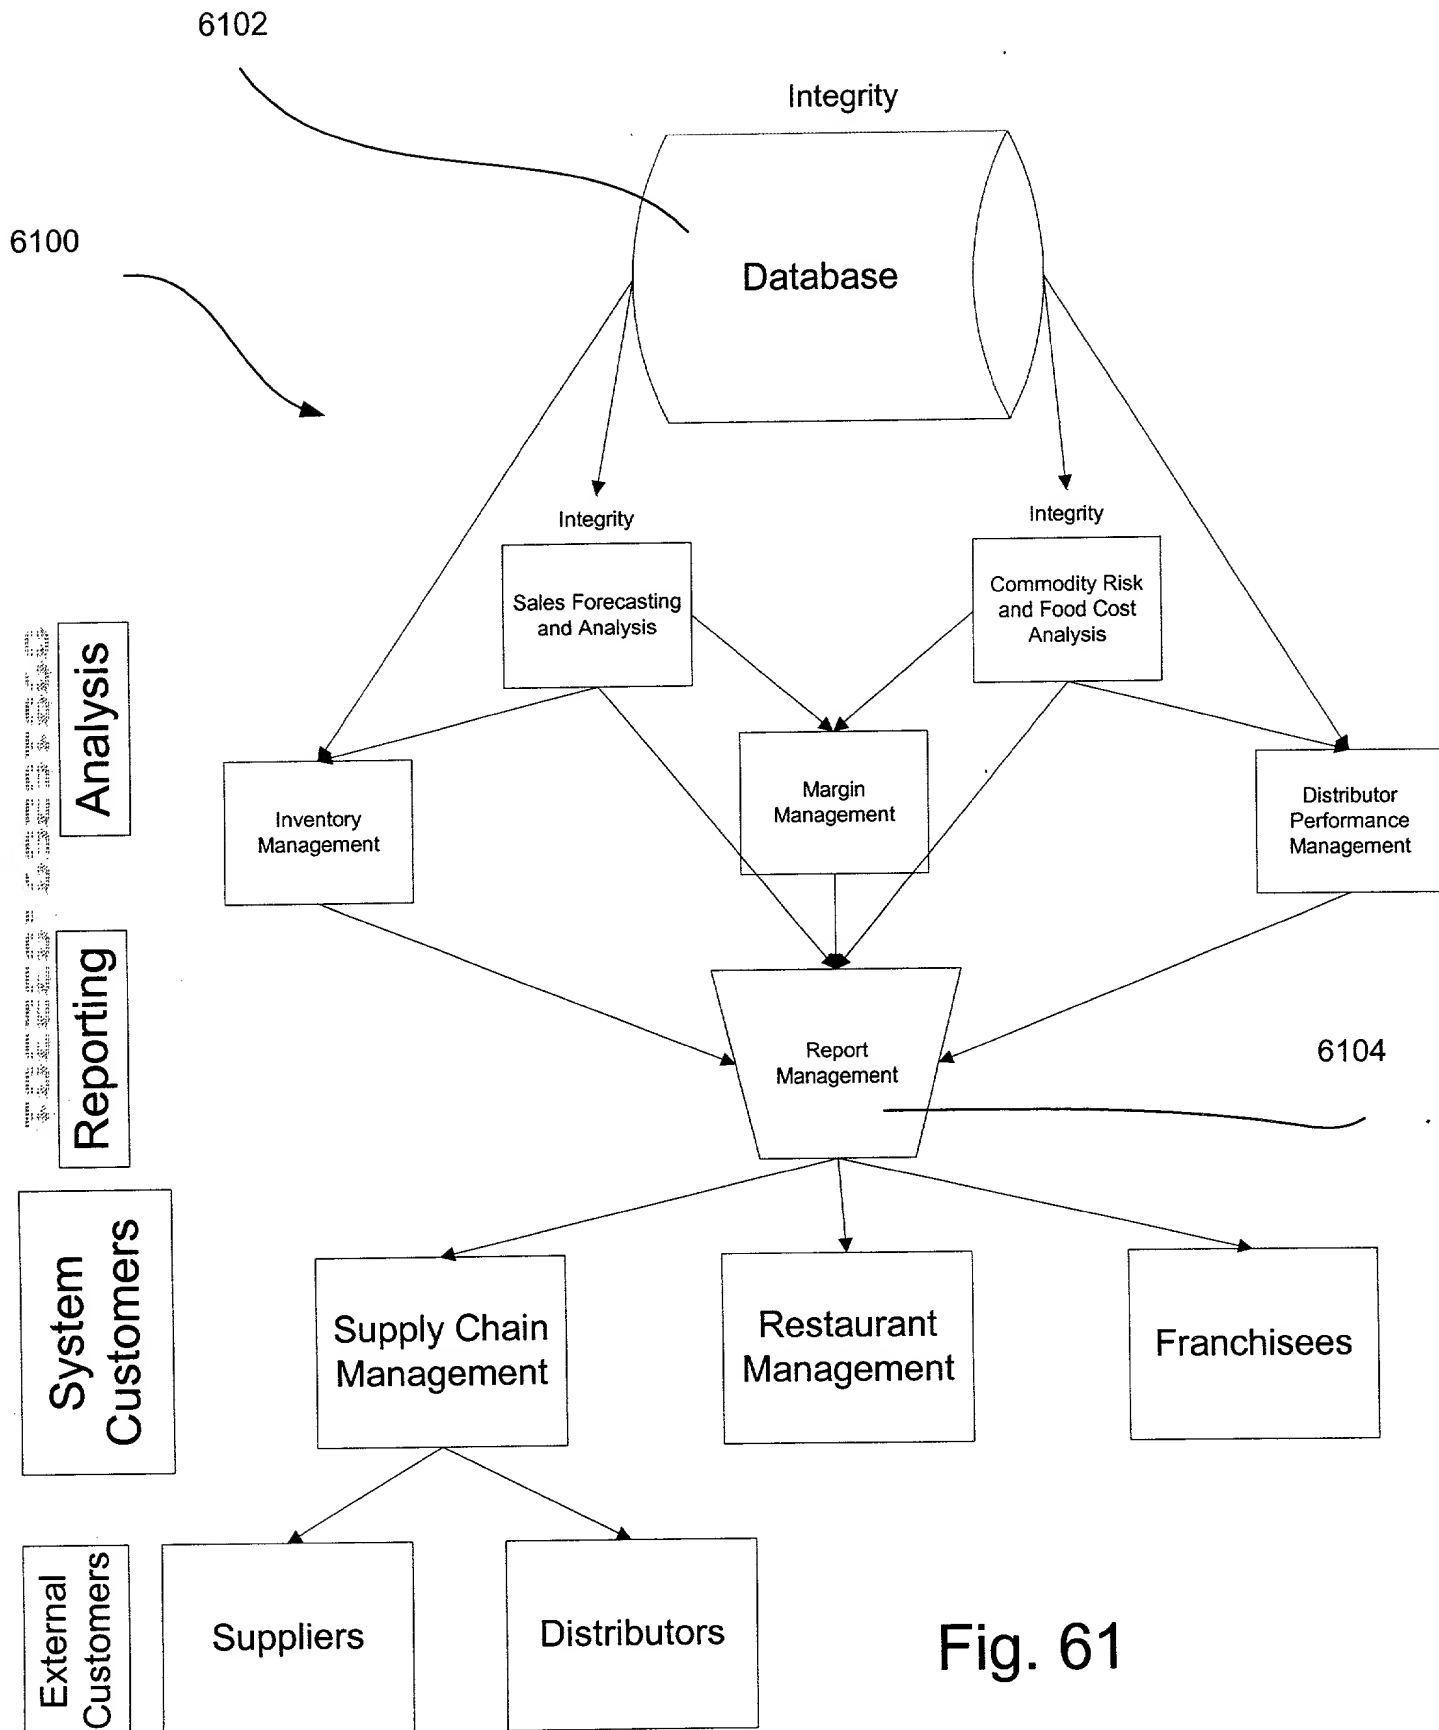 6102
Integrity
6100
Database
Integrity
Integrity
Sales Forecasting
and Analysis
Commodity Risk
and Food Cost
Analysis
Analysis
Inventory
Management
Margin
Management
Distributor
Performance
Management
Reporting
Report
Management
6104
System
Customers
Supply Chain
Management
Restaurant
Management
Franchisees
External
Customers
Suppliers
Distributors
Fig. 61